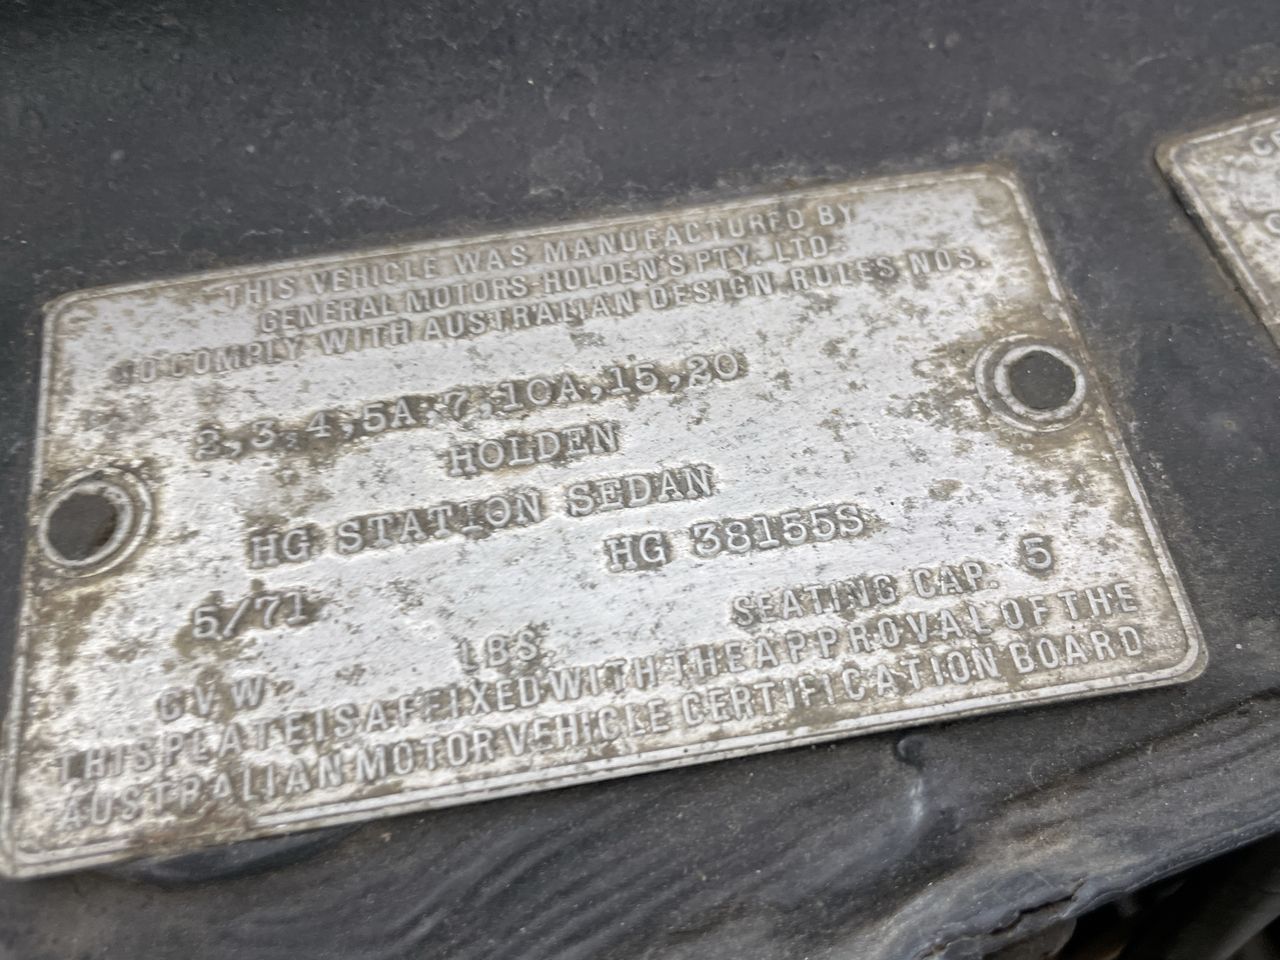 THIS VEHICLE WAS MANUFACTURED BY
GENERAL MOTORS-HOLDEN'S PTY. LTD.
TO COMPLY WITH AUSTRALIAN DESIGN RULES NOS.
2,3,4,5A,7,10A,15,20
HOLDEN
HG STATION SEDAN
HG 38155S
5/71
SEATING CAP. 5
LBS.
GVW
THIS PLATE IS AFFIXED WITH THE APPROVAL OF THE
AUSTRALIAN MOTOR VEHICLE CERTIFICATION BOARD